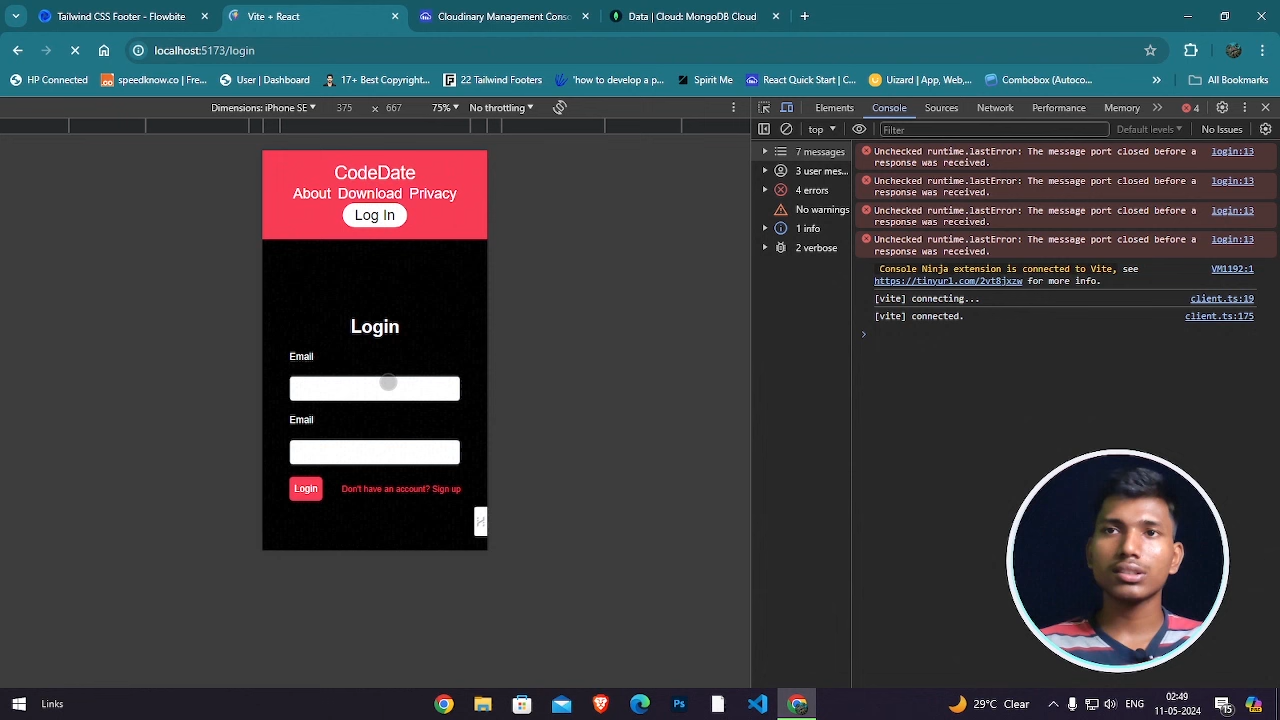 Tailwind CSS Footer - Flowbite
Vite + React
Cloudinary Management Conso
Data | Cloud: MongoDB Cloud
localhost:5173/login
HP Connected
speedknow.co | Fre...
User | Dashboard
17+ Best Copyright...
22 Tailwind Footers
'how to develop a p...
Spirit Me
React Quick Start | C...
Uizard | App, Web,...
Combobox (Autoco...
All Bookmarks
Dimensions: iPhone SE
375 × 667
75%
No throttling
Elements
Console
Sources
Network
Performance
Memory
4
top
Filter
Default levels
No Issues
7 messages
3 user mes...
4 errors
No warnings
1 info
2 verbose
Unchecked runtime.lastError: The message port closed before a login:13
response was received.
Unchecked runtime.lastError: The message port closed before a login:13
response was received.
Unchecked runtime.lastError: The message port closed before a login:13
response was received.
Unchecked runtime.lastError: The message port closed before a login:13
response was received.
Console Ninja extension is connected to Vite, see VM1192:1
https://tinyurl.com/2vt8jxzw for more info.
[vite] connecting... client.ts:19
[vite] connected. client.ts:175
CodeDate
About Download Privacy
Log In
Login
Email
Email
Login
Don't have an account? Sign up
Links
29°C Clear
ENG
02:49
11-05-2024